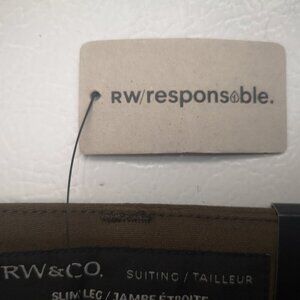 RW/responsible.
RW&CO. SUITING / TAILLEUR
SLIM LEG / JAMBE ÉTROITE